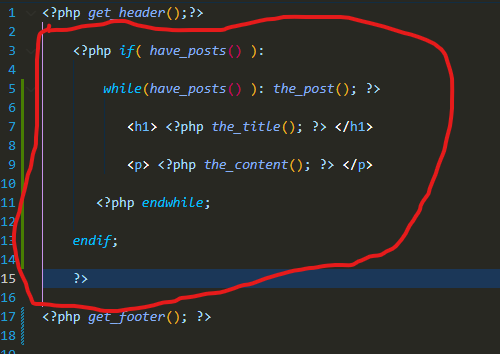 1 <?php get_header();?>
2
3 <?php if( have_posts() ):
4
5 while(have_posts() ): the_post(); ?>
6
7 <h1> <?php the_title(); ?> </h1>
8
9 <p> <?php the_content(); ?> </p>
10
11 <?php endwhile;
12
13 endif;
14
15 ?>
16
17 <?php get_footer(); ?>
18